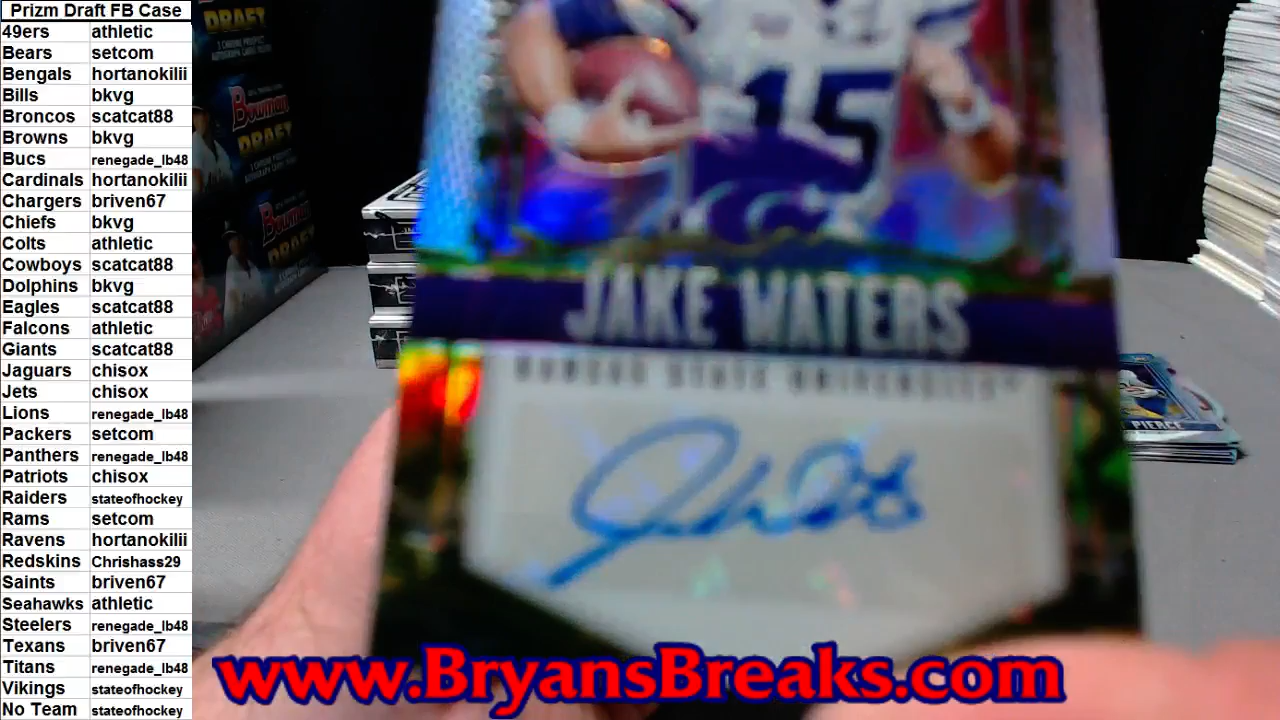 Prizm Draft FB Case
49ers athletic
Bears setcom
Bengals hortanokilii
Bills bkvg
Broncos scatcat88
Browns bkvg
Bucs renegade_lb48
Cardinals hortanokilii
Chargers briven67
Chiefs bkvg
Colts athletic
Cowboys scatcat88
Dolphins bkvg
Eagles scatcat88
Falcons athletic
Giants scatcat88
Jaguars chisox
Jets chisox
Lions renegade_lb48
Packers setcom
Panthers renegade_lb48
Patriots chisox
Raiders stateofhockey
Rams setcom
Ravens hortanokilii
Redskins Chrishass29
Saints briven67
Seahawks athletic
Steelers renegade_lb48
Texans briven67
Titans renegade_lb48
Vikings stateofhockey
No Team stateofhockey
DRAFT
Bowman
DRAFT
Bowman
DRAFT
15
JAKE WATERS
KANSAS STATE UNIVERSITY
PIERCE
www.BryansBreaks.com